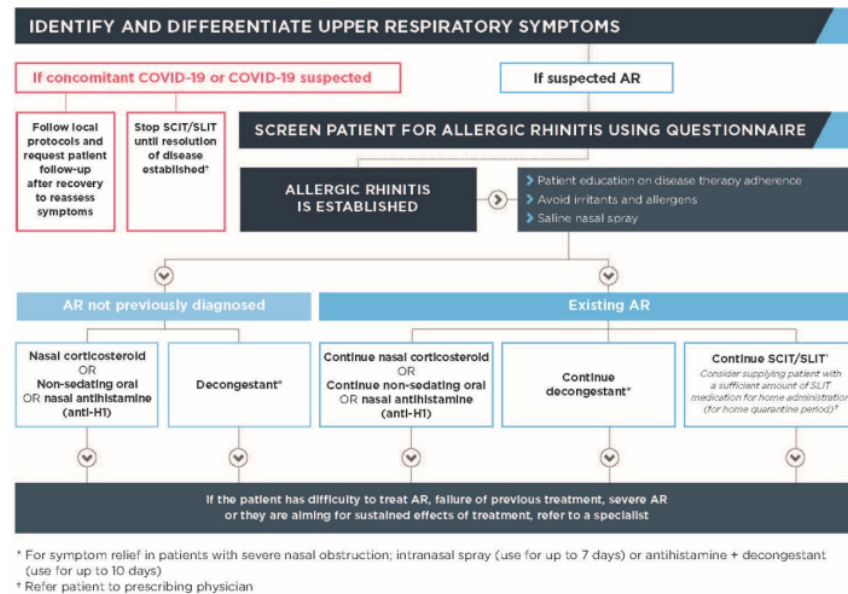 IDENTIFY AND DIFFERENTIATE UPPER RESPIRATORY SYMPTOMS
If concomitant COVID-19 or COVID-19 suspected
If suspected AR
Follow local
protocols and
request patient
follow-up
after recovery
to reassess
symptoms
Stop SCIT/SLIT
until resolution
of disease
established†
SCREEN PATIENT FOR ALLERGIC RHINITIS USING QUESTIONNAIRE
ALLERGIC RHINITIS
IS ESTABLISHED
Patient education on disease therapy adherence
Avoid irritants and allergens
Saline nasal spray
AR not previously diagnosed
Existing AR
Nasal corticosteroid
OR
Non-sedating oral
OR nasal antihistamine
(anti-H1)
Decongestant*
Continue nasal corticosteroid
OR
Continue non-sedating oral
OR nasal antihistamine
(anti-H1)
Continue
decongestant*
Continue SCIT/SLIT†
Consider supplying patient with
a sufficient amount of SLIT
medication for home administration
(for home quarantine period)†
If the patient has difficulty to treat AR, failure of previous treatment, severe AR
or they are aiming for sustained effects of treatment, refer to a specialist
* For symptom relief in patients with severe nasal obstruction; intranasal spray (use for up to 7 days) or antihistamine + decongestant
(use for up to 10 days)
† Refer patient to prescribing physician